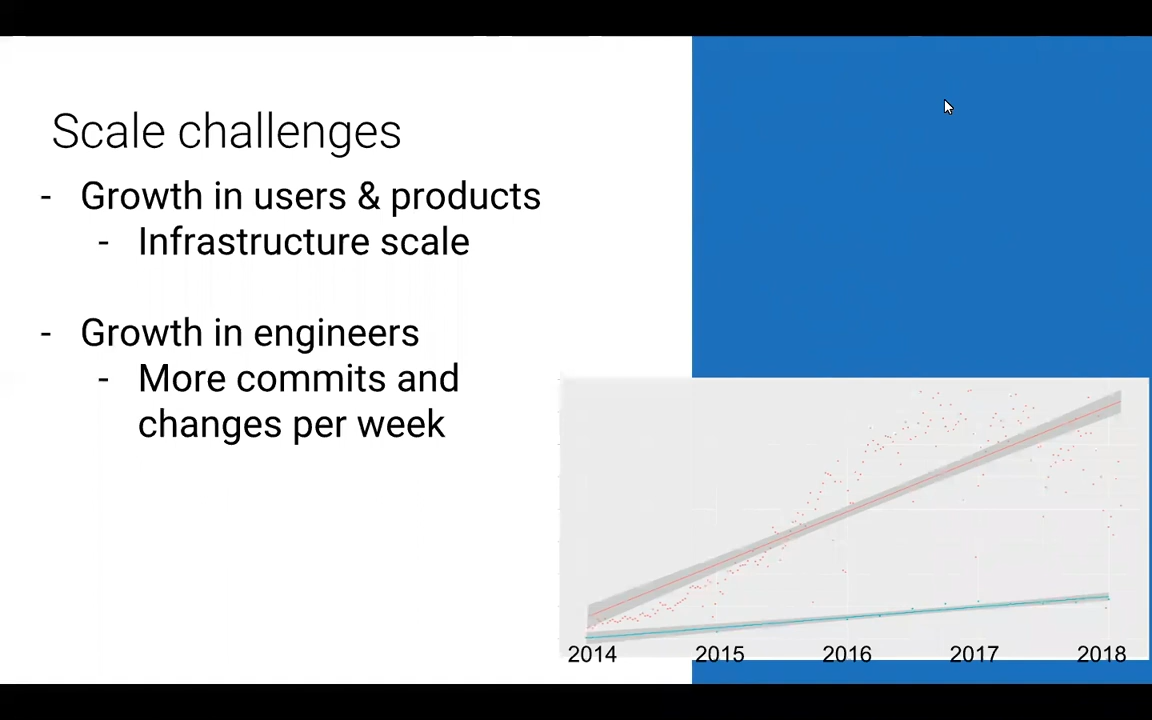 Scale challenges
- Growth in users & products
- Infrastructure scale
- Growth in engineers
- More commits and
changes per week
2014 2015 2016 2017 2018